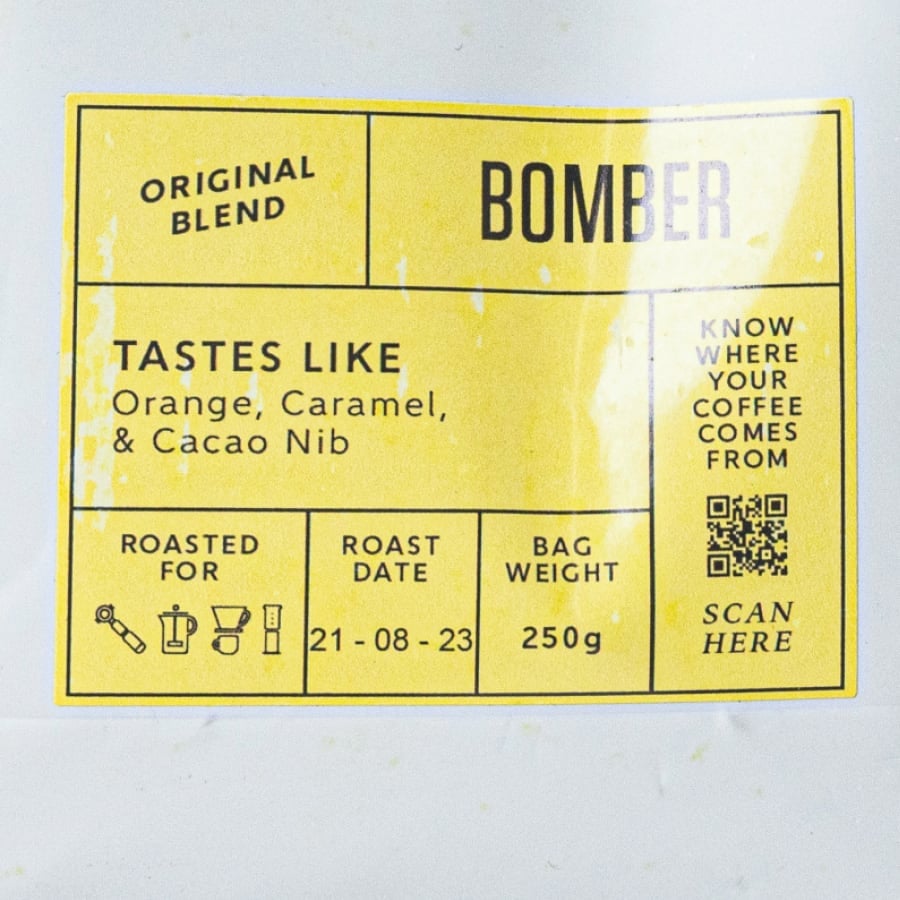 ORIGINAL
BLEND
BOMBER
TASTES LIKE
Orange, Caramel,
& Cacao Nib
KNOW
WHERE
YOUR
COFFEE
COMES
FROM
SCAN
HERE
ROASTED
FOR
ROAST
DATE
21 - 08 - 23
BAG
WEIGHT
250g